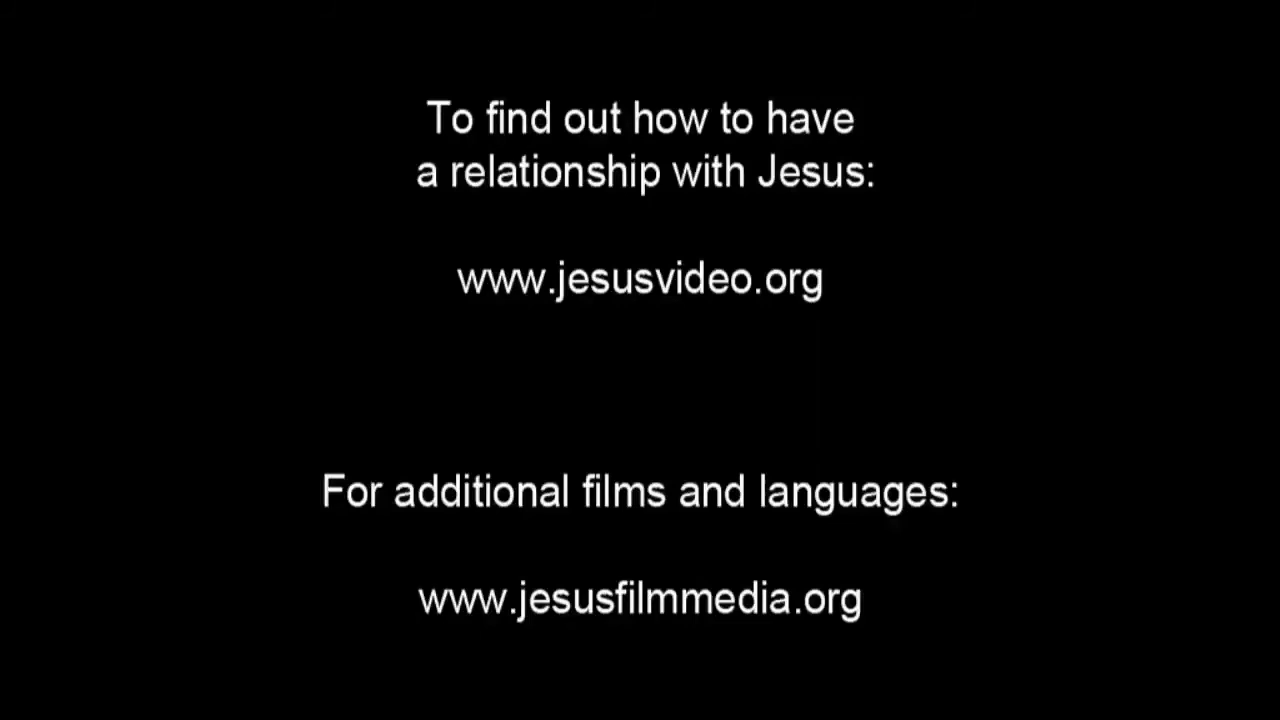 To find out how to have
a relationship with Jesus:
www.jesusvideo.org
For additional films and languages:
www.jesusfilmmedia.org